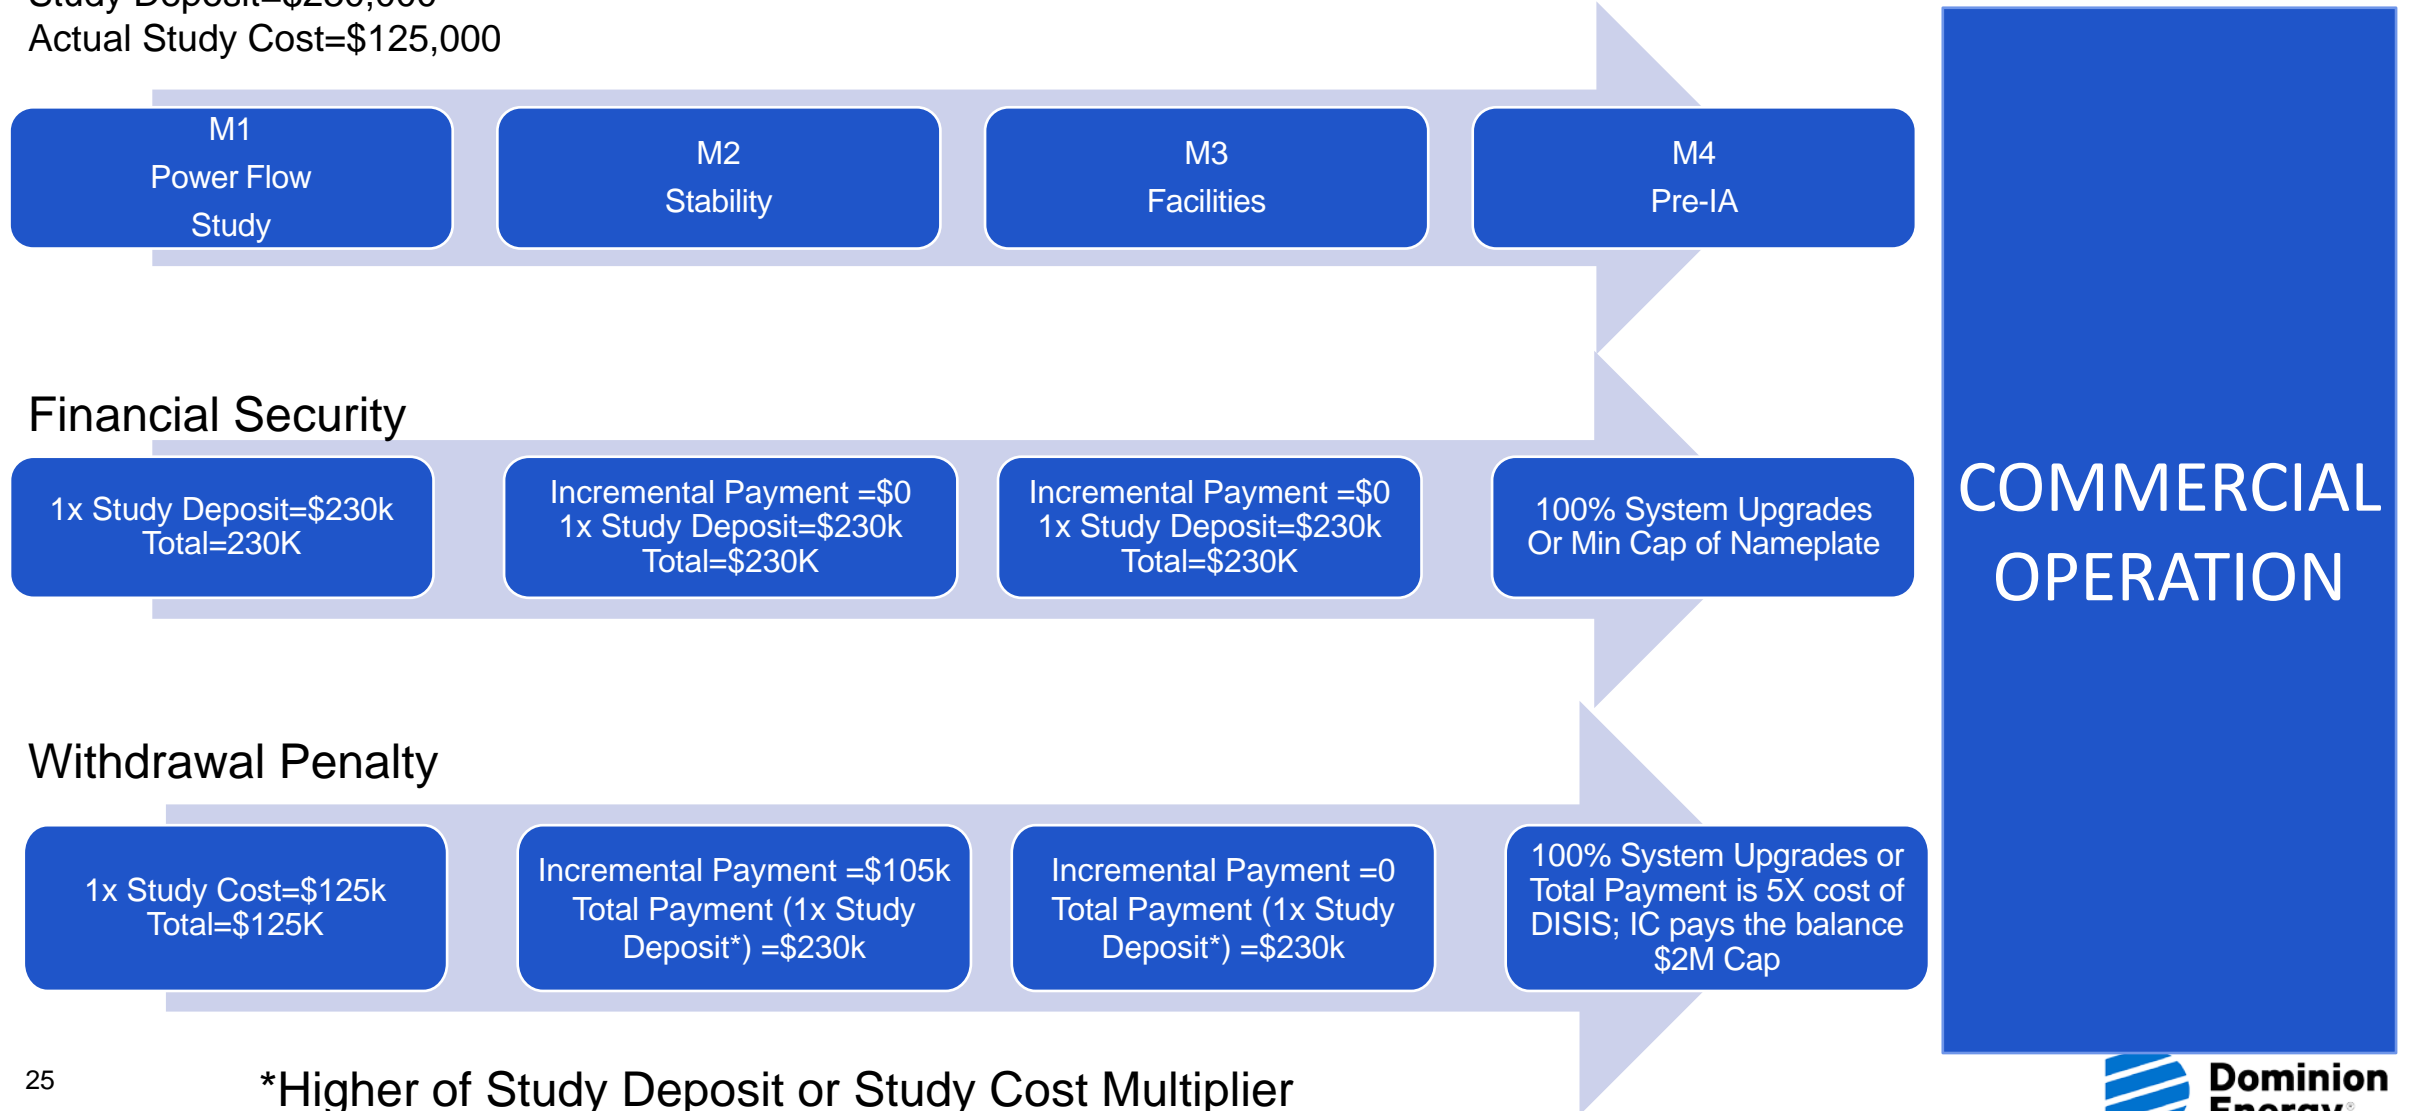 Actual Study Cost=$125,000
M1
Power Flow
Study
M2
Stability
M3
Facilities
M4
Pre-IA
Financial Security
1x Study Deposit=$230k
Total=230K
Incremental Payment =$0
1x Study Deposit=$230k
Total=$230K
Incremental Payment =$0
1x Study Deposit=$230k
Total=$230K
100% System Upgrades
Or Min Cap of Nameplate
COMMERCIAL
OPERATION
Withdrawal Penalty
1x Study Cost=$125k
Total=$125K
Incremental Payment =$105k
Total Payment (1x Study
Deposit*) =$230k
Incremental Payment =0
Total Payment (1x Study
Deposit*) =$230k
100% System Upgrades or
Total Payment is 5X cost of
DISIS; IC pays the balance
$2M Cap
25
*Higher of Study Deposit or Study Cost Multiplier
Dominion
Energy®